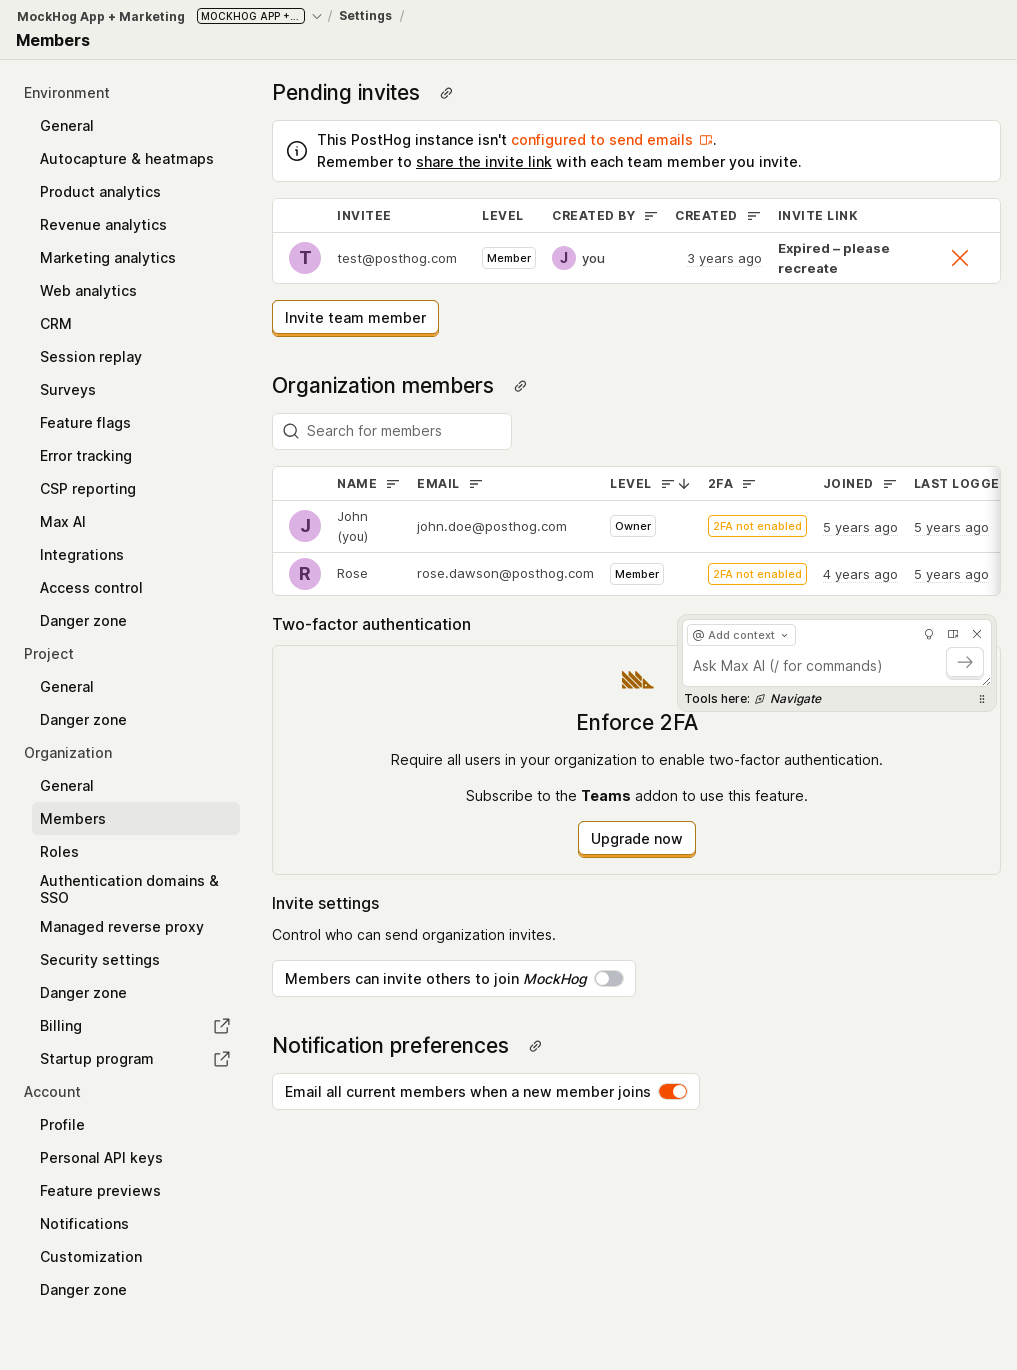 MockHog App + Marketing MOCKHOG APP +... / Settings /
Members
Environment
General
Autocapture & heatmaps
Product analytics
Revenue analytics
Marketing analytics
Web analytics
CRM
Session replay
Surveys
Feature flags
Error tracking
CSP reporting
Max AI
Integrations
Access control
Danger zone
Project
General
Danger zone
Organization
General
Members
Roles
Authentication domains &
SSO
Managed reverse proxy
Security settings
Danger zone
Billing
Startup program
Account
Profile
Personal API keys
Feature previews
Notifications
Customization
Danger zone
Pending invites
This PostHog instance isn't configured to send emails.
Remember to share the invite link with each team member you invite.
INVITEE LEVEL CREATED BY CREATED INVITE LINK
T test@posthog.com Member J you 3 years ago Expired – please
recreate
Invite team member
Organization members
Search for members
NAME EMAIL LEVEL 2FA JOINED LAST LOGGE
J John
(you) john.doe@posthog.com Owner 2FA not enabled 5 years ago 5 years ago
R Rose rose.dawson@posthog.com Member 2FA not enabled 4 years ago 5 years ago
Two-factor authentication
@ Add context
Ask Max AI (/ for commands)
Tools here: Navigate
Enforce 2FA
Require all users in your organization to enable two-factor authentication.
Subscribe to the Teams addon to use this feature.
Upgrade now
Invite settings
Control who can send organization invites.
Members can invite others to join MockHog
Notification preferences
Email all current members when a new member joins